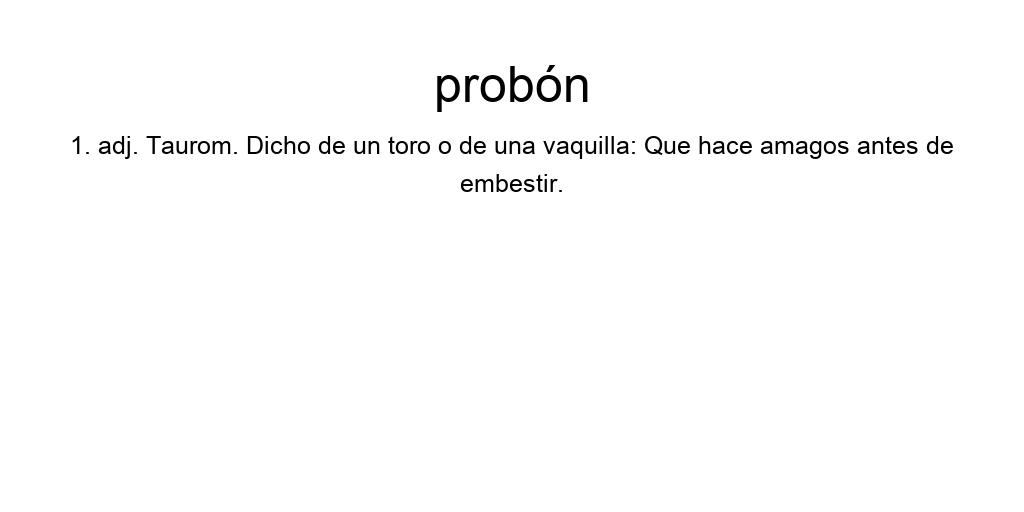 probón
1. adj. Taurom. Dicho de un toro o de una vaquilla: Que hace amagos antes de
embestir.